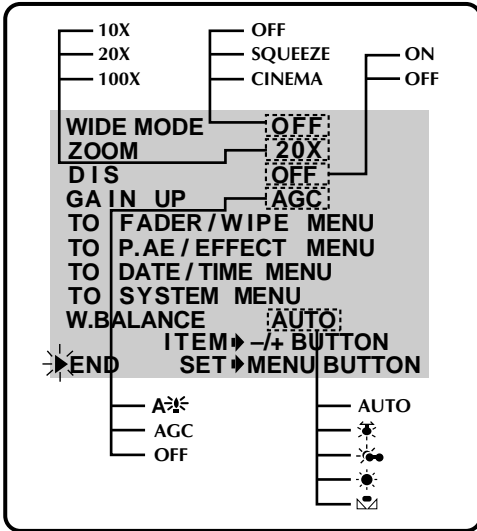 10X
20X
100X
OFF
SQUEEZE
CINEMA
ON
OFF
WIDE MODE OFF
ZOOM 20X
DIS OFF
GAIN UP AGC
TO FADER/WIPE MENU
TO P.AE/EFFECT MENU
TO DATE/TIME MENU
TO SYSTEM MENU
W.BALANCE AUTO
ITEM –/+ BUTTON
END SET MENU BUTTON
A
AGC
OFF
AUTO